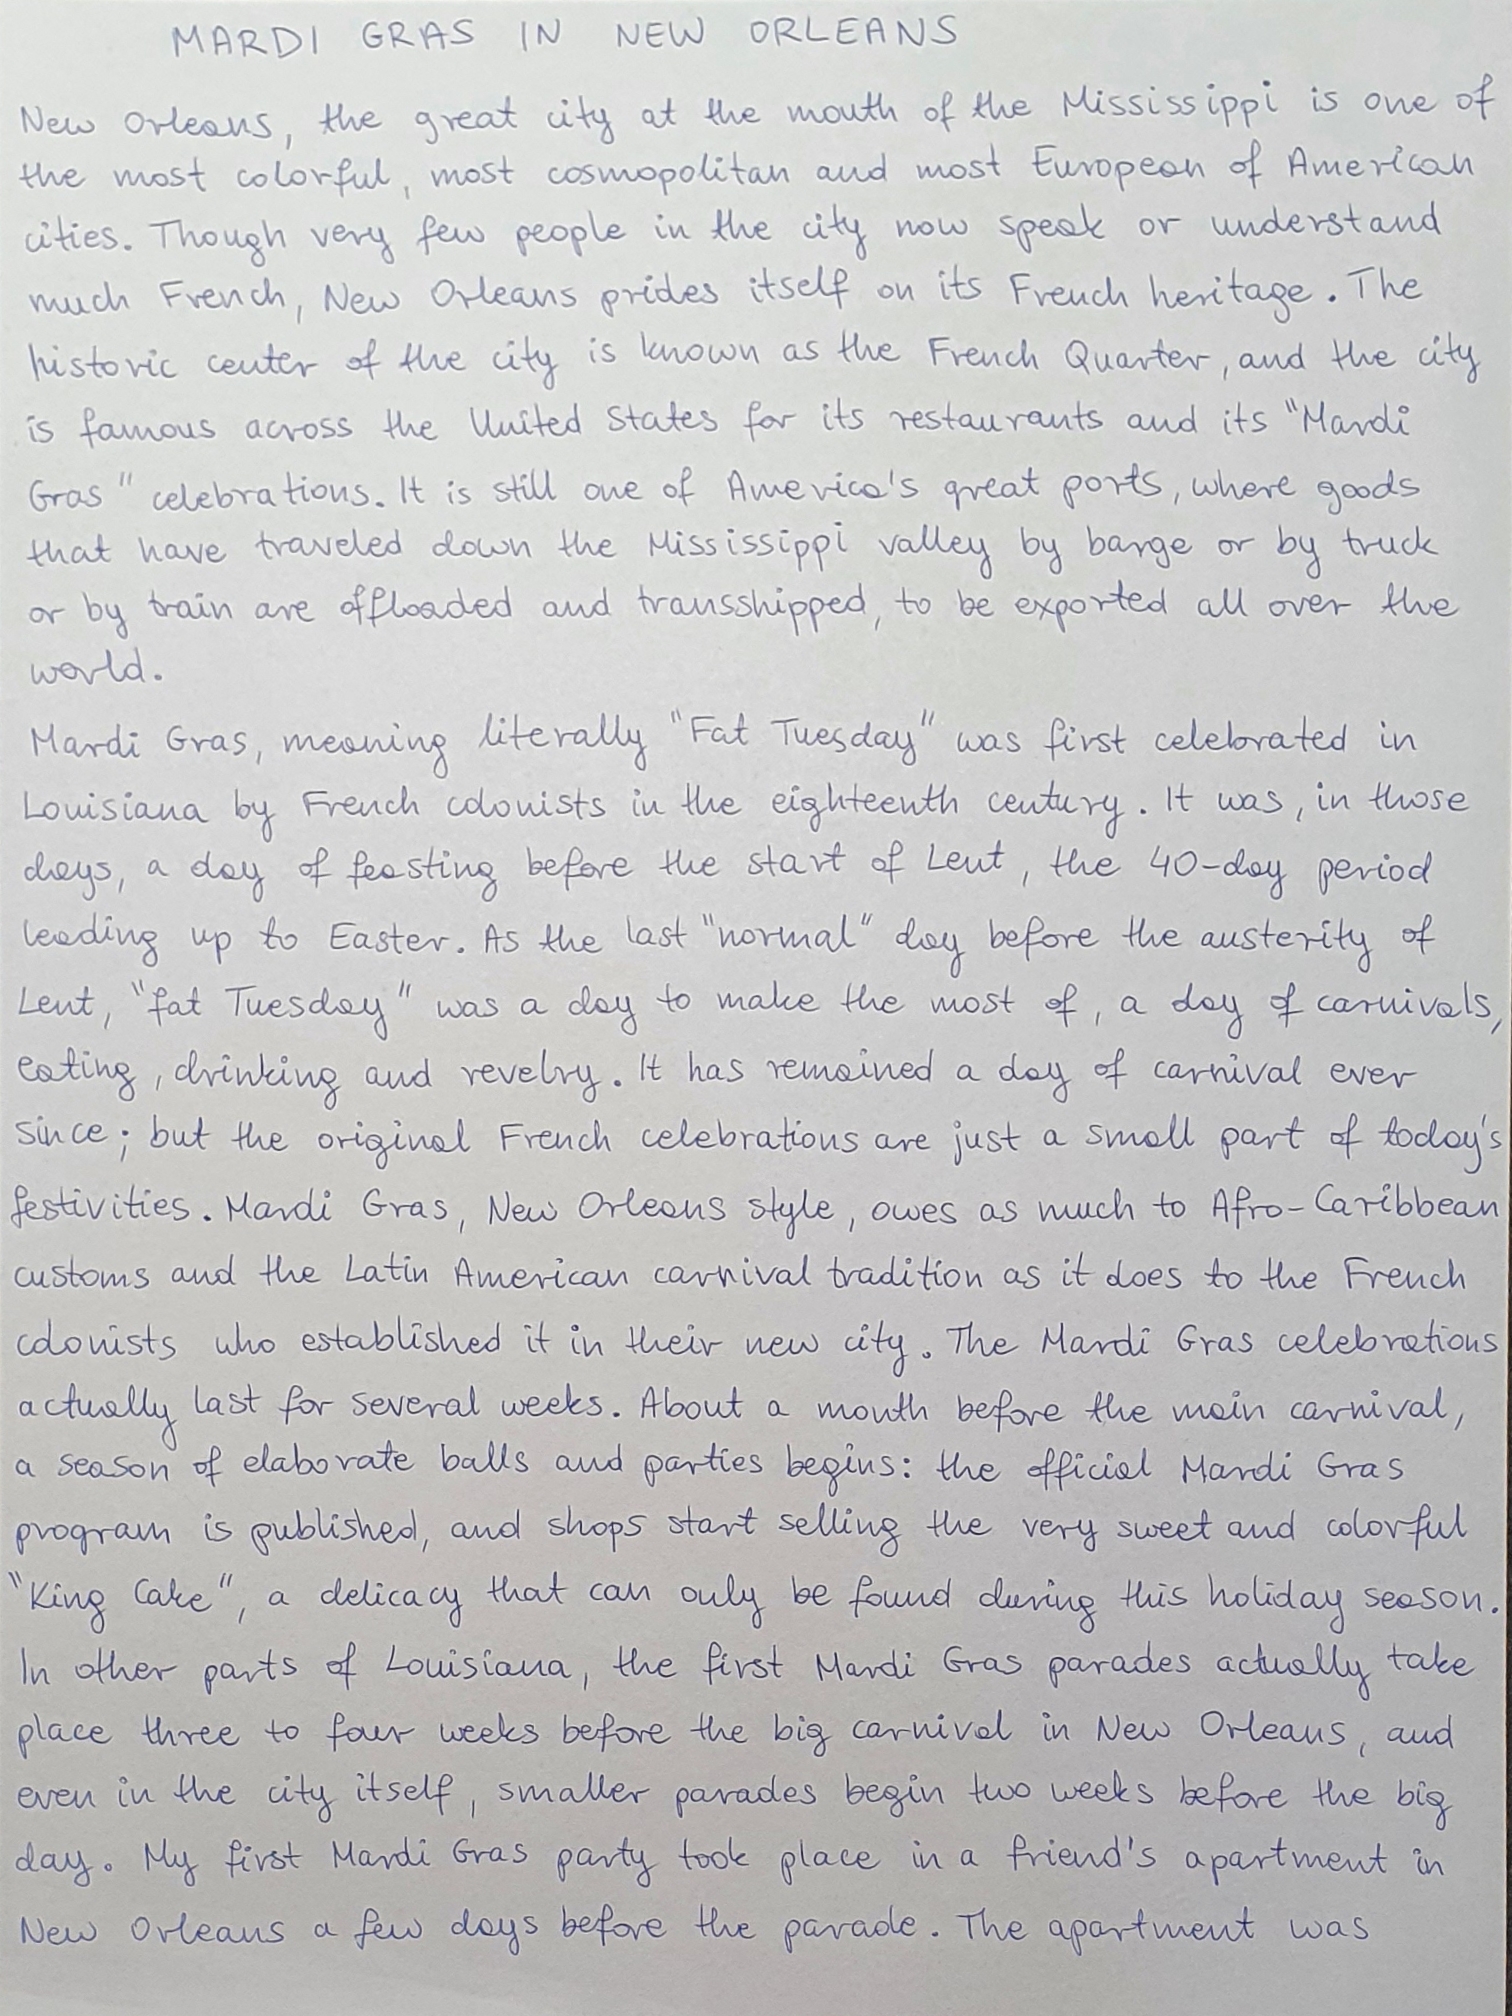 MARDI GRAS IN NEW ORLEANS
New Orleans, the great city at the mouth of the Mississippi is one of
the most colorful, most cosmopolitan and most European of American
cities. Though very few people in the city now speak or understand
much French, New Orleans prides itself on its French heritage. The
historic center of the city is known as the French Quarter, and the city
is famous across the United States for its restaurants and its "Mardi
Gras" celebrations. It is still one of America's great ports, where goods
that have traveled down the Mississippi valley by barge or by truck
or by train are offloaded and transshipped, to be exported all over the
world.
Mardi Gras, meaning literally "Fat Tuesday" was first celebrated in
Louisiana by French colonists in the eighteenth century. It was, in those
days, a day of feasting before the start of Lent, the 40-day period
leading up to Easter. As the last "normal" day before the austerity of
Lent, "fat Tuesday" was a day to make the most of, a day of carnivals,
eating, drinking and revelry. It has remained a day of carnival ever
since; but the original French celebrations are just a small part of today's
festivities. Mardi Gras, New Orleans style, owes as much to Afro-Caribbean
customs and the Latin American carnival tradition as it does to the French
colonists who established it in their new city. The Mardi Gras celebrations
actually last for several weeks. About a month before the main carnival,
a season of elaborate balls and parties begins: the official Mardi Gras
program is published, and shops start selling the very sweet and colorful
"King Cake", a delicacy that can only be found during this holiday season.
In other parts of Louisiana, the first Mardi Gras parades actually take
place three to four weeks before the big carnival in New Orleans, and
even in the city itself, smaller parades begin two weeks before the big
day. My first Mardi Gras party took place in a friend's apartment in
New Orleans a few days before the parade. The apartment was